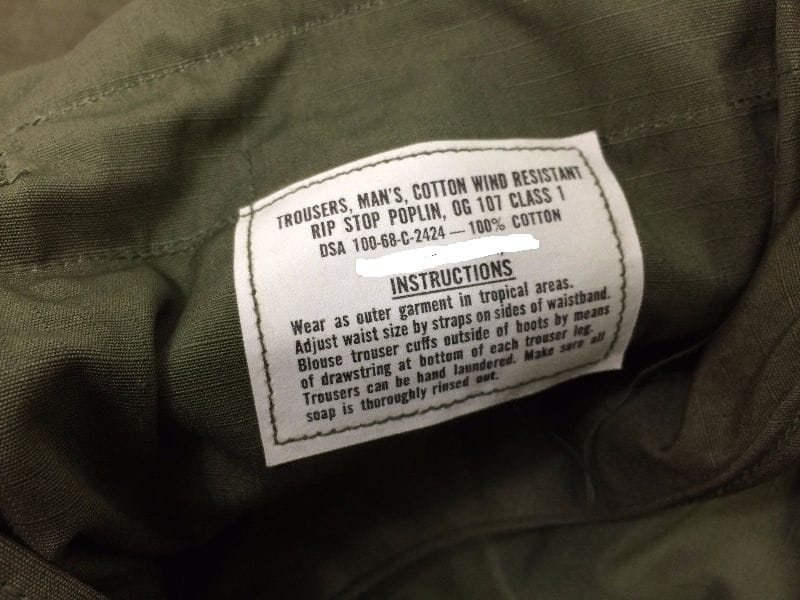 TROUSERS, MAN'S, COTTON WIND RESISTANT
RIP STOP POPLIN, OG 107 CLASS 1
DSA 100-68-C-2424 — 100% COTTON
INSTRUCTIONS
Wear as outer garment in tropical areas.
Adjust waist size by straps on sides of waistband.
Blouse trouser cuffs outside of boots by means
of drawstring at bottom of each trouser leg.
Trousers can be hand laundered. Make sure all
soap is thoroughly rinsed out.